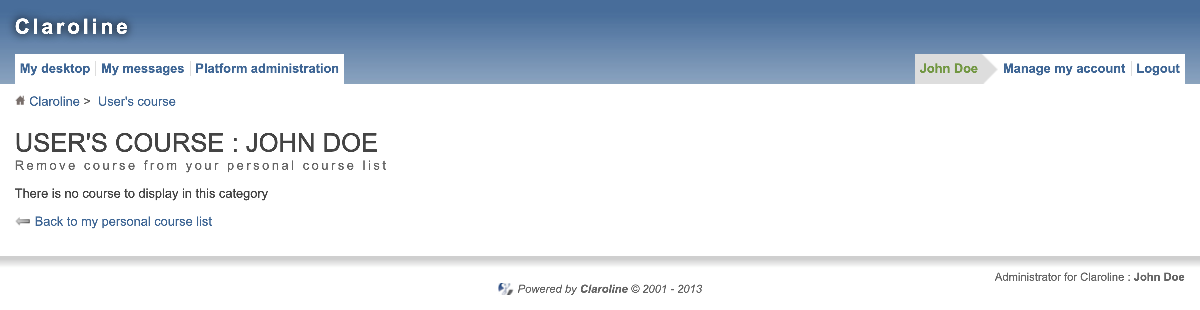 Claroline
My desktop My messages Platform administration John Doe Manage my account Logout
Claroline > User's course
USER'S COURSE : JOHN DOE
Remove course from your personal course list
There is no course to display in this category
Back to my personal course list
Administrator for Claroline : John Doe
Powered by Claroline © 2001 - 2013